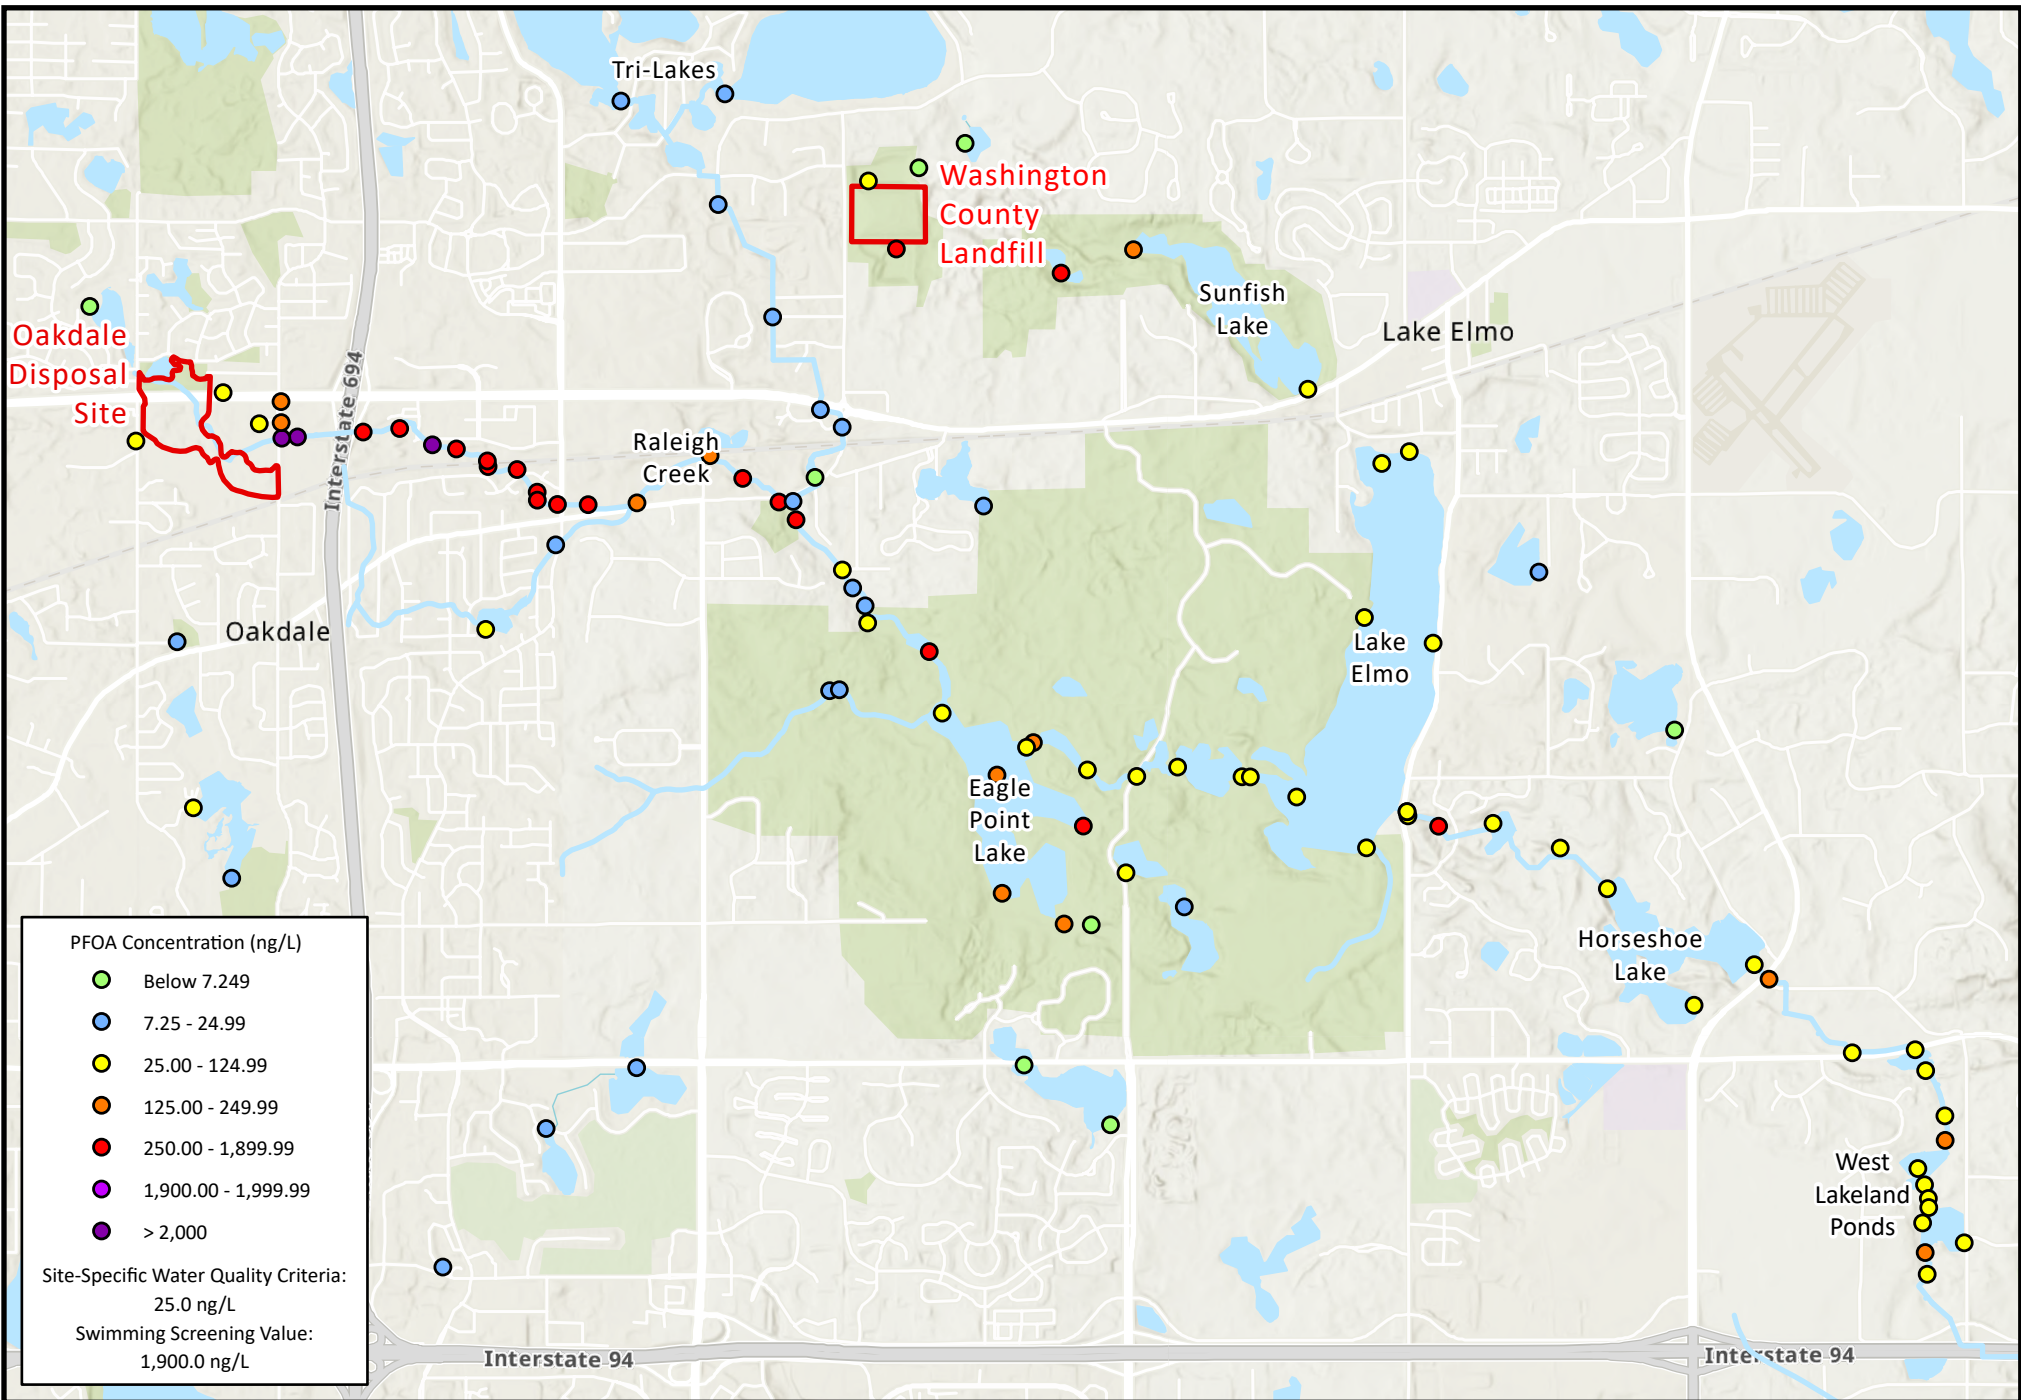 Tri-Lakes
Washington
County
Landfill
Sunfish
Lake
Lake Elmo
Oakdale
Disposal
Site
Interstate 694
Raleigh
Creek
Oakdale
Lake
Elmo
Eagle
Point
Lake
Horseshoe
Lake
West
Lakeland
Ponds
PFOA Concentration (ng/L)
Below 7.249
7.25 - 24.99
25.00 - 124.99
125.00 - 249.99
250.00 - 1,899.99
1,900.00 - 1,999.99
> 2,000
Site-Specific Water Quality Criteria:
25.0 ng/L
Swimming Screening Value:
1,900.0 ng/L
Interstate 94
Interstate 94